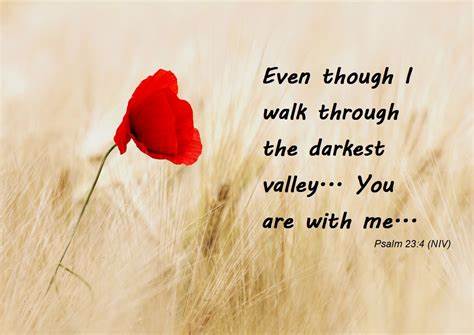 Even though I
walk through
the darkest
valley... You
are with me...
Psalm 23:4 (NIV)